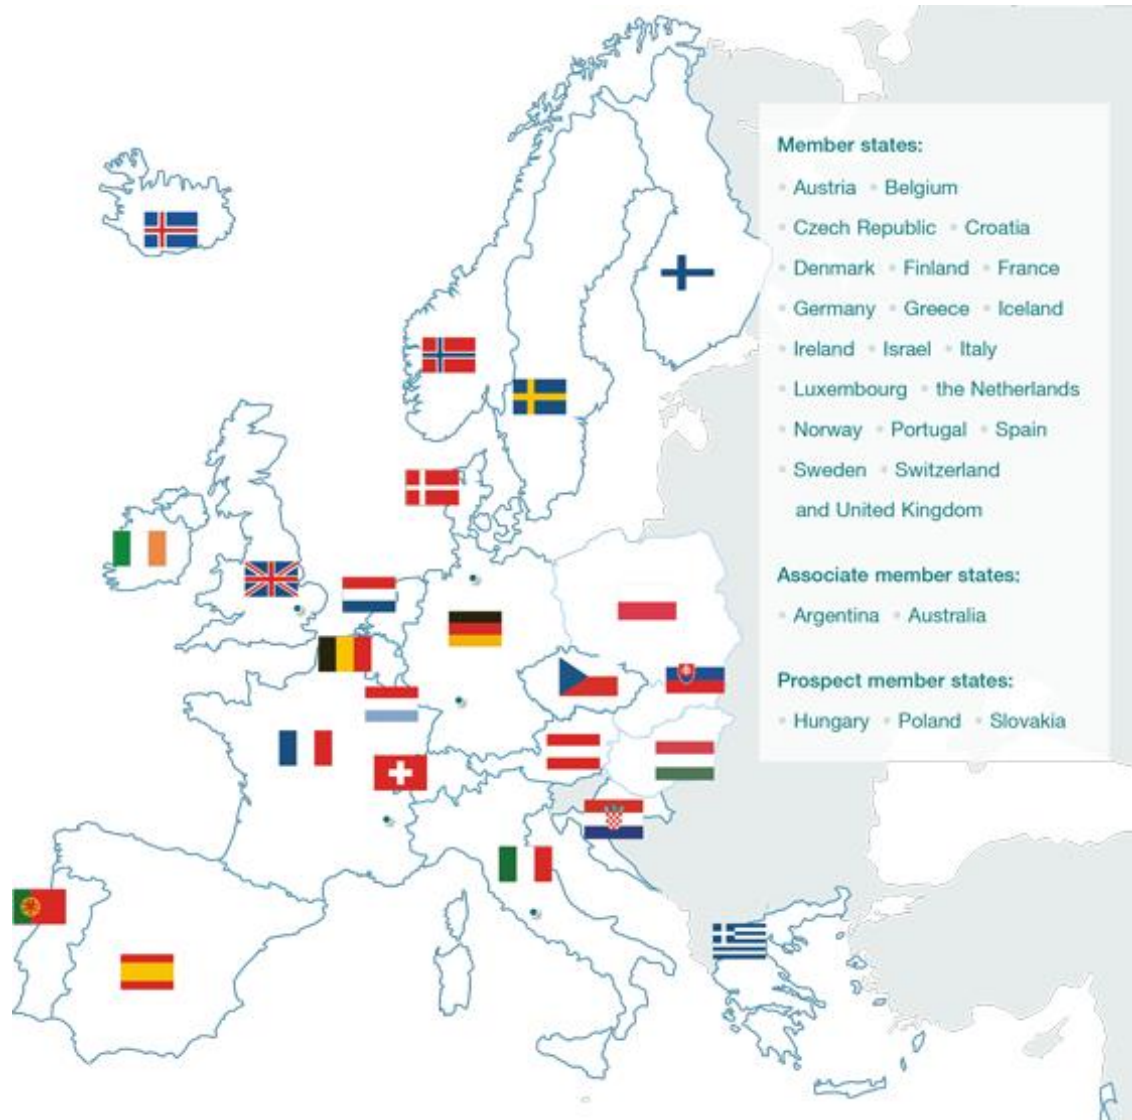 Member states:
• Austria • Belgium
• Czech Republic • Croatia
• Denmark • Finland • France
• Germany • Greece • Iceland
• Ireland • Israel • Italy
• Luxembourg • the Netherlands
• Norway • Portugal • Spain
• Sweden • Switzerland
and United Kingdom
Associate member states:
• Argentina • Australia
Prospect member states:
• Hungary • Poland • Slovakia